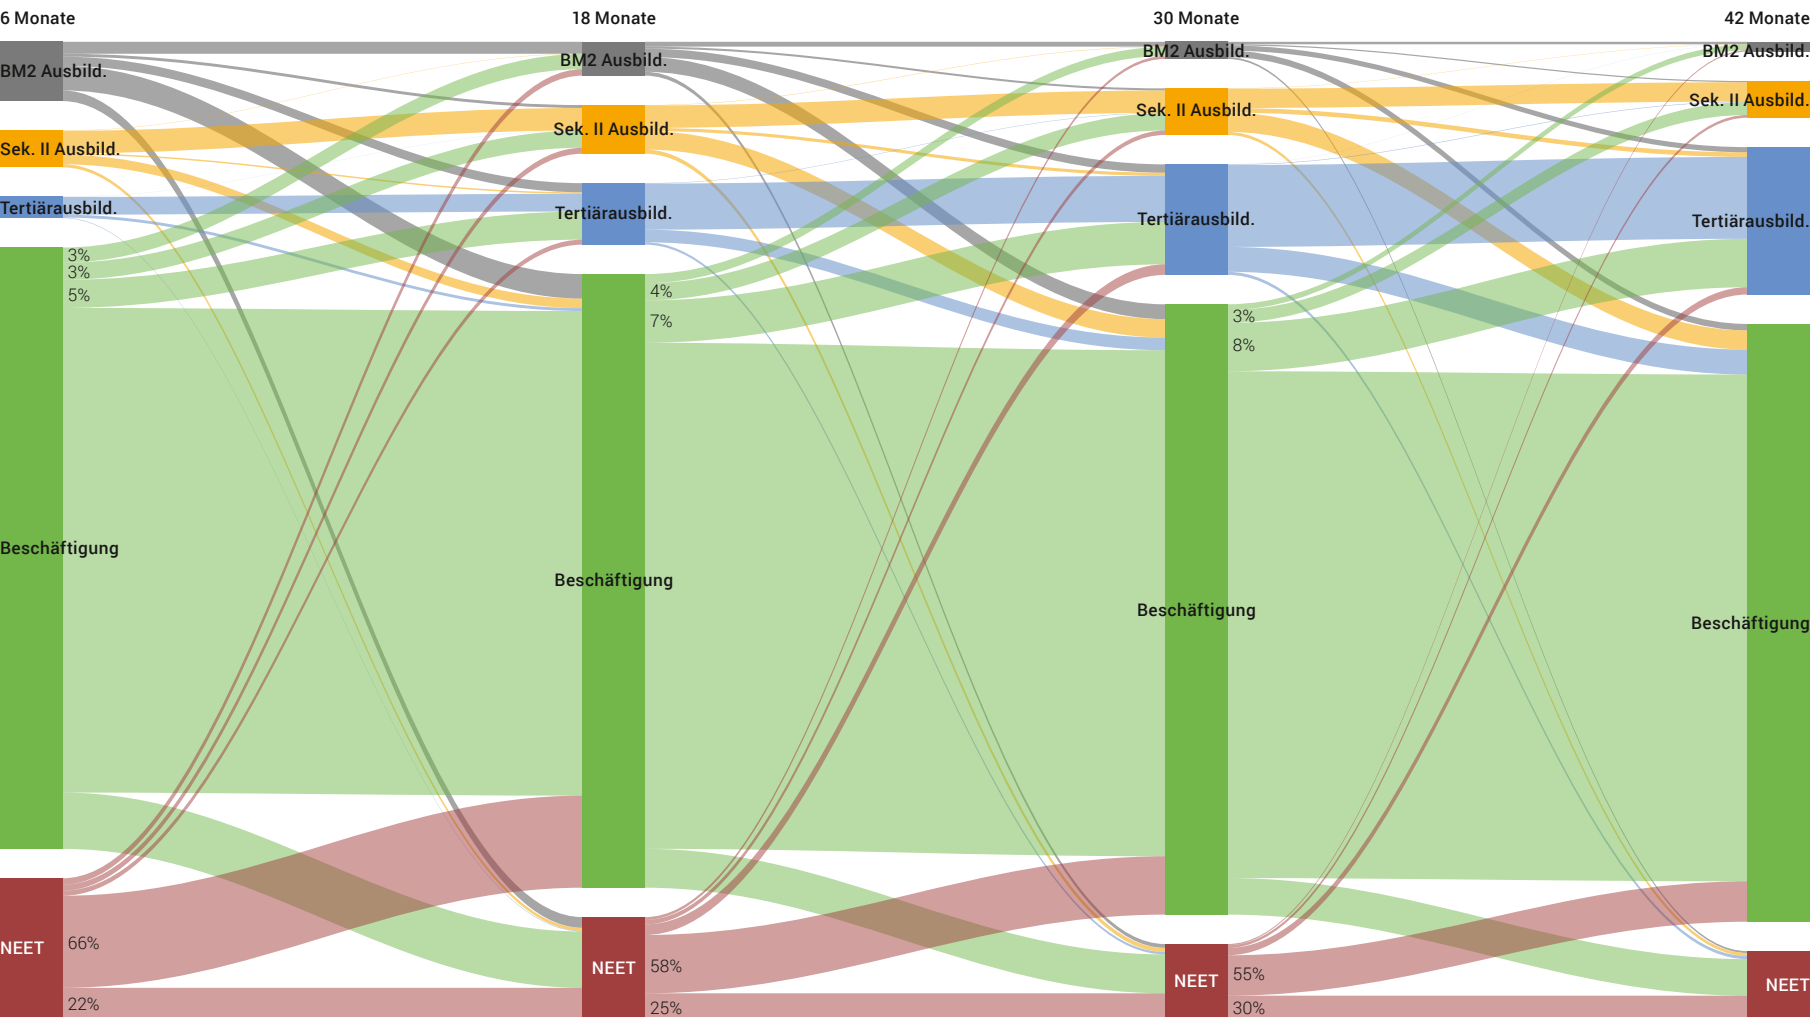 6 Monate
18 Monate
30 Monate
42 Monate
BM2 Ausbild.
BM2 Ausbild.
BM2 Ausbild.
BM2 Ausbild.
Sek. II Ausbild.
Sek. II Ausbild.
Sek. II Ausbild.
Sek. II Ausbild.
Tertiärausbild.
Tertiärausbild.
Tertiärausbild.
Tertiärausbild.
3%
3%
5%
4%
7%
3%
8%
Beschäftigung
Beschäftigung
Beschäftigung
Beschäftigung
NEET
66%
22%
NEET
58%
25%
NEET
55%
30%
NEET